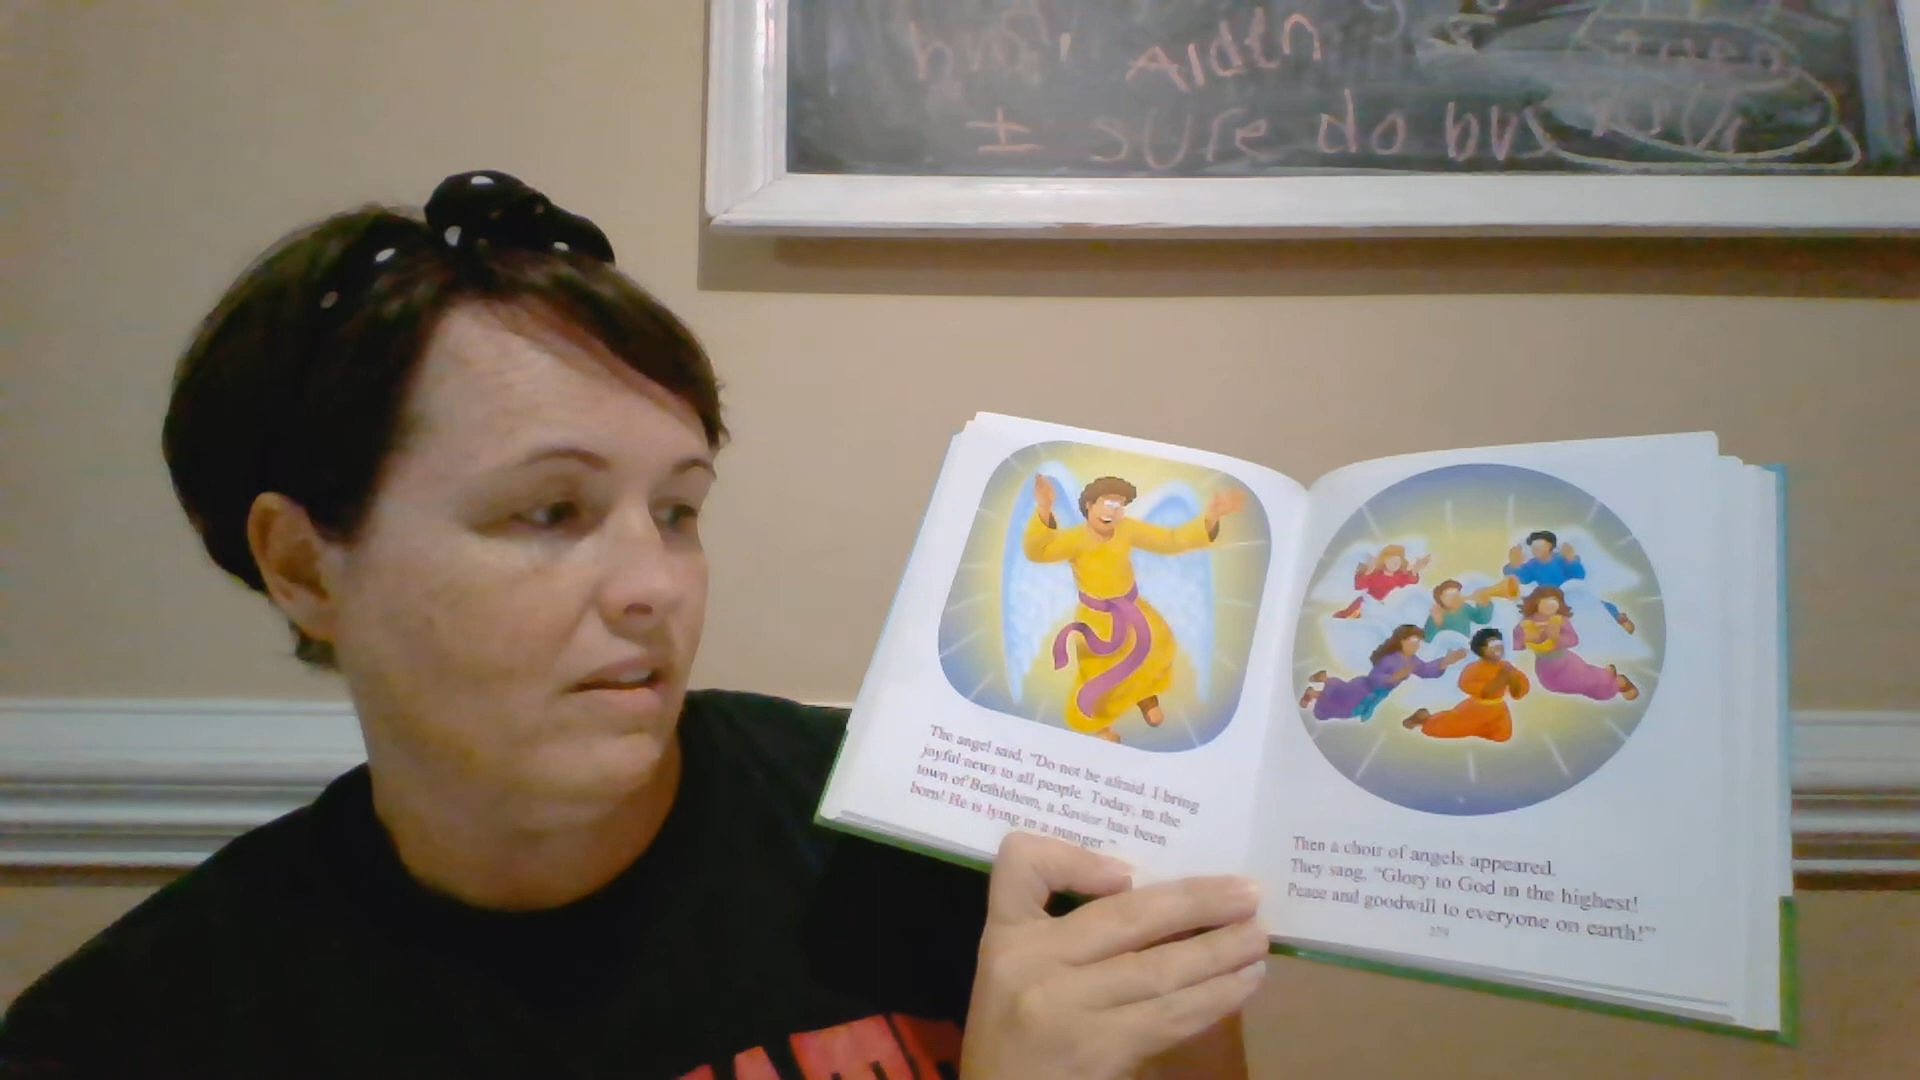 Aiden
I sure do
The angel said, "Do not be afraid. I bring
joyful news to all people. Today, in the
town of Bethlehem, a Savior has been
born! He is lying in a manger."
Then a choir of angels appeared.
They sang, "Glory to God in the highest!
Peace and goodwill to everyone on earth!"
279